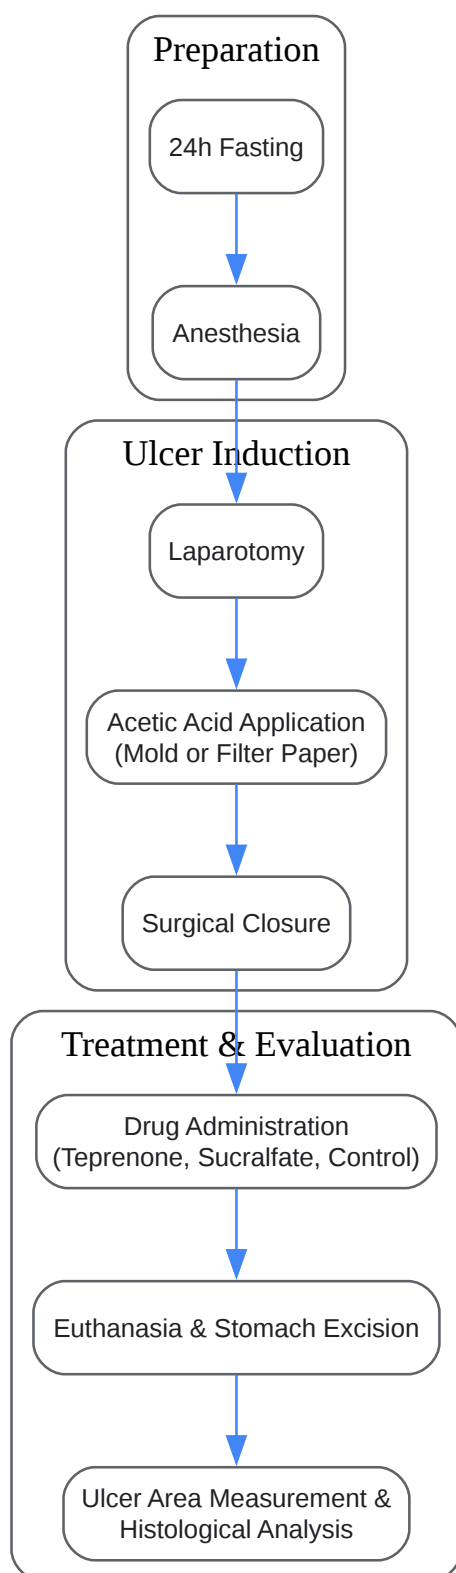 Preparation
24h Fasting
Anesthesia
Ulcer Induction
Laparotomy
Acetic Acid Application
(Mold or Filter Paper)
Surgical Closure
Treatment & Evaluation
Drug Administration
(Teprenone, Sucralfate, Control)
Euthanasia & Stomach Excision
Ulcer Area Measurement &
Histological Analysis